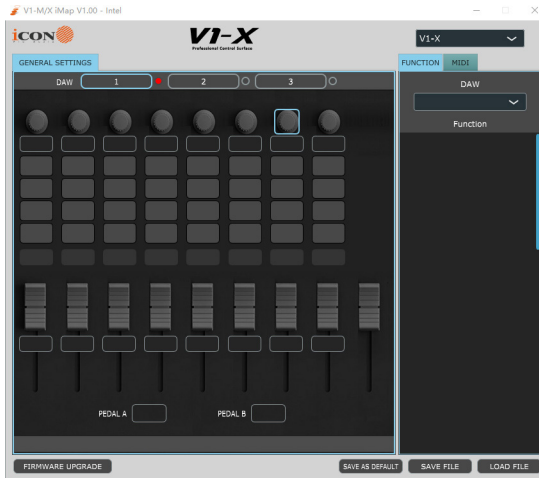 V1-M/X iMap V1.00 - Intel
iCON
V1-X
Professional Control Surface
V1-X
GENERAL SETTINGS
FUNCTION MIDI
DAW 1 2 3
DAW
Function
PEDAL A PEDAL B
FIRMWARE UPGRADE SAVE AS DEFAULT SAVE FILE LOAD FILE